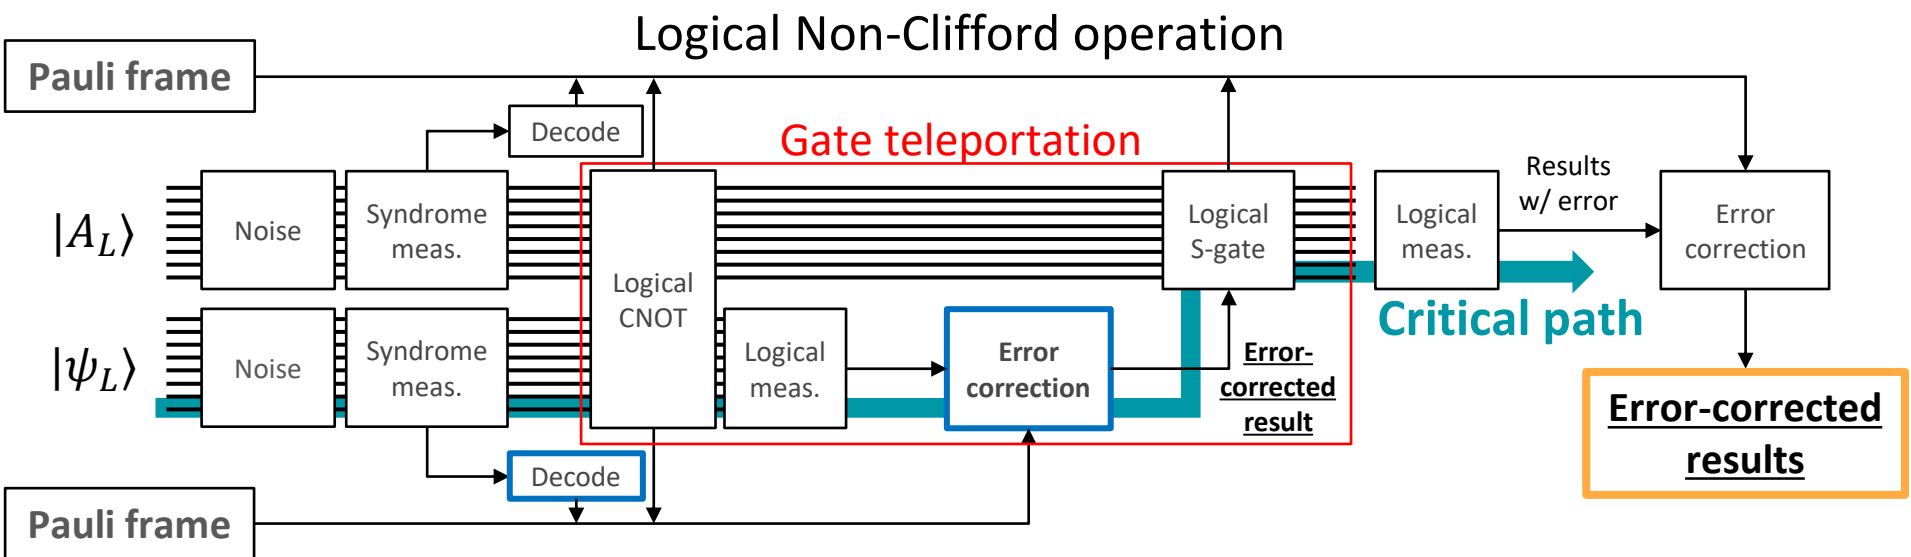 Logical Non-Clifford operation
Pauli frame
Decode
Gate teleportation
|A_L⟩
Noise
Syndrome
meas.
Logical
CNOT
Logical
S-gate
Logical
meas.
Results
w/ error
Error
correction
|ψ_L⟩
Noise
Syndrome
meas.
Logical
meas.
Error
correction
Error-
corrected
result
Critical path
Decode
Pauli frame
Error-corrected
results